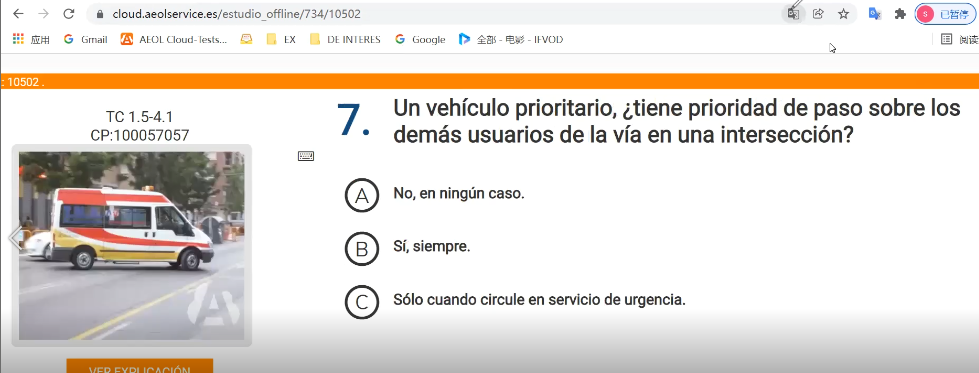 cloud.aeolservice.es/estudio_offline/734/10502
S 已暂停
应用 Gmail AEOL Cloud-Tests... EX DE INTERES Google 全部 - 电影 - IFVOD 阅读
: 10502 .
TC 1.5-4.1
CP:100057057
7. Un vehículo prioritario, ¿tiene prioridad de paso sobre los
demás usuarios de la vía en una intersección?
A No, en ningún caso.
B Sí, siempre.
C Sólo cuando circule en servicio de urgencia.
VER EXPLICACIÓN